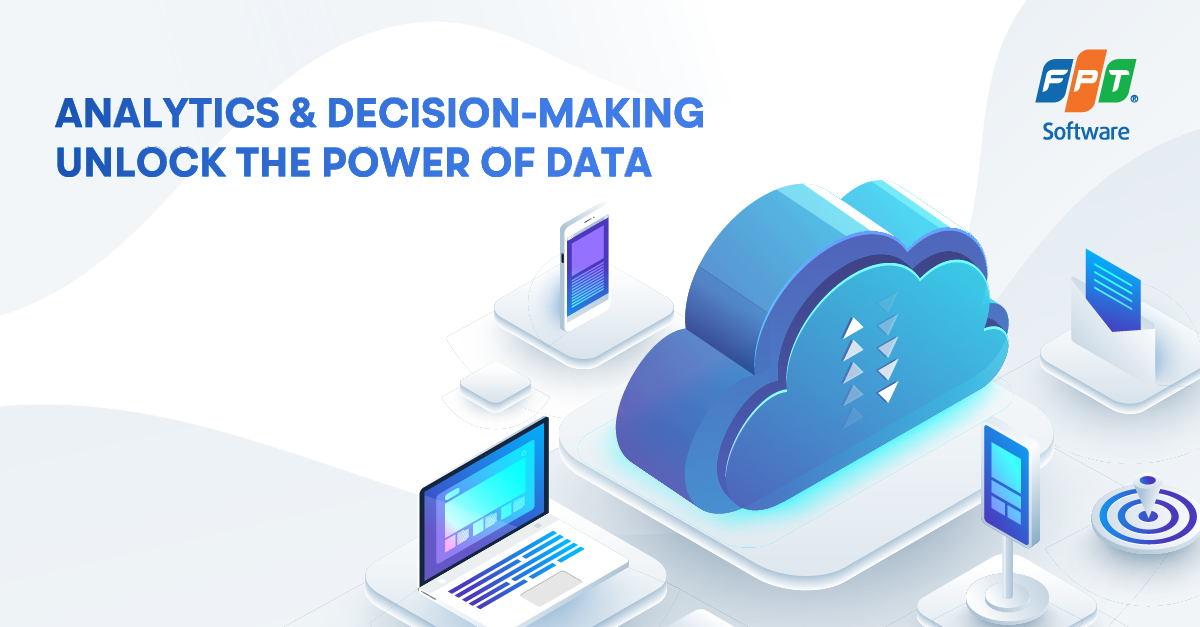 ANALYTICS & DECISION-MAKING
UNLOCK THE POWER OF DATA
FPT®
Software